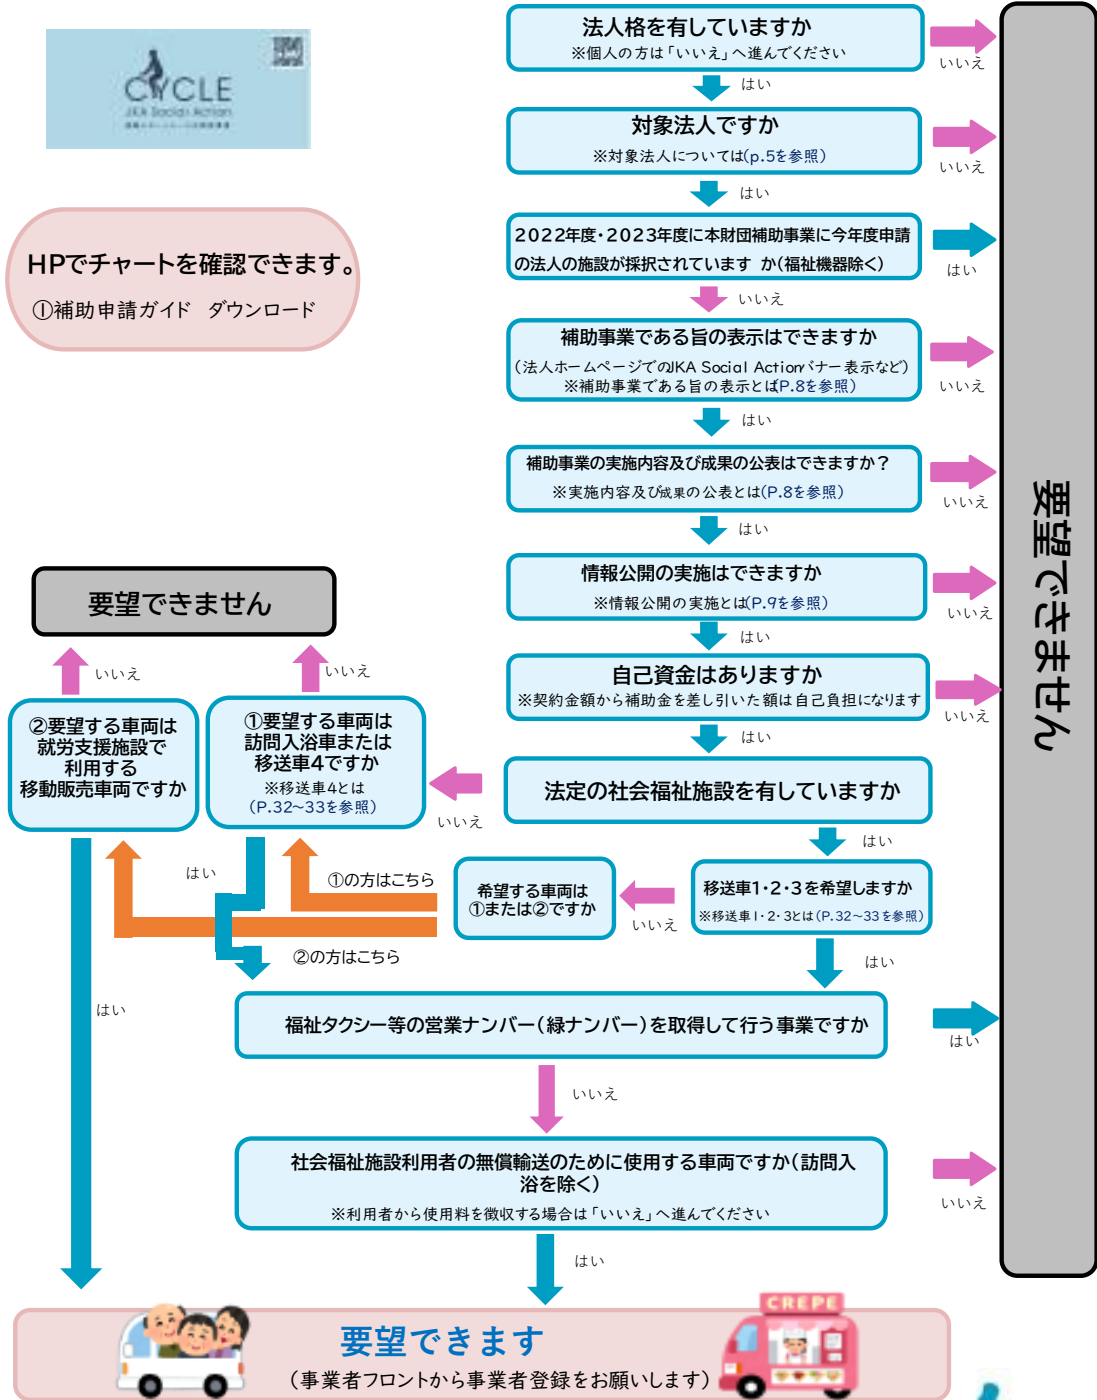 法人格を有していますか
※個人の方は「いいえ」へ進んでください
いいえ
はい
CYCLE
JKA Social Action
対象法人ですか
※対象法人については(p.5を参照)
いいえ
はい
2022年度・2023年度に本財団補助事業に今年度申請
の法人の施設が採択されています か(福祉機器除く)
はい
いいえ
HPでチャートを確認できます。
①補助申請ガイド ダウンロード
補助事業である旨の表示はできますか
(法人ホームページでのJKA Social Actionバナー表示など)
※補助事業である旨の表示とは(P.8を参照)
いいえ
はい
補助事業の実施内容及び成果の公表はできますか？
※実施内容及び成果の公表とは(P.8を参照)
いいえ
はい
情報公開の実施はできますか
※情報公開の実施とは(P.9を参照)
いいえ
はい
自己資金はありますか
※契約金額から補助金を差し引いた額は自己負担になります
いいえ
はい
要望できません
要望できません
いいえ
いいえ
②要望する車両は
就労支援施設で
利用する
移動販売車両ですか
①要望する車両は
訪問入浴車または
移送車4ですか
※移送車4とは
(P.32~33を参照)
法定の社会福祉施設を有していますか
いいえ
はい
はい
①の方はこちら
希望する車両は
①または②ですか
いいえ
移送車1・2・3を希望しますか
※移送車1・2・3とは(P.32~33を参照)
②の方はこちら
はい
はい
福祉タクシー等の営業ナンバー(緑ナンバー)を取得して行う事業ですか
はい
いいえ
社会福祉施設利用者の無償輸送のために使用する車両ですか(訪問入
浴を除く)
※利用者から使用料を徴収する場合は「いいえ」へ進んでください
いいえ
はい
CREPE
要望できます
(事業者フロントから事業者登録をお願いします)